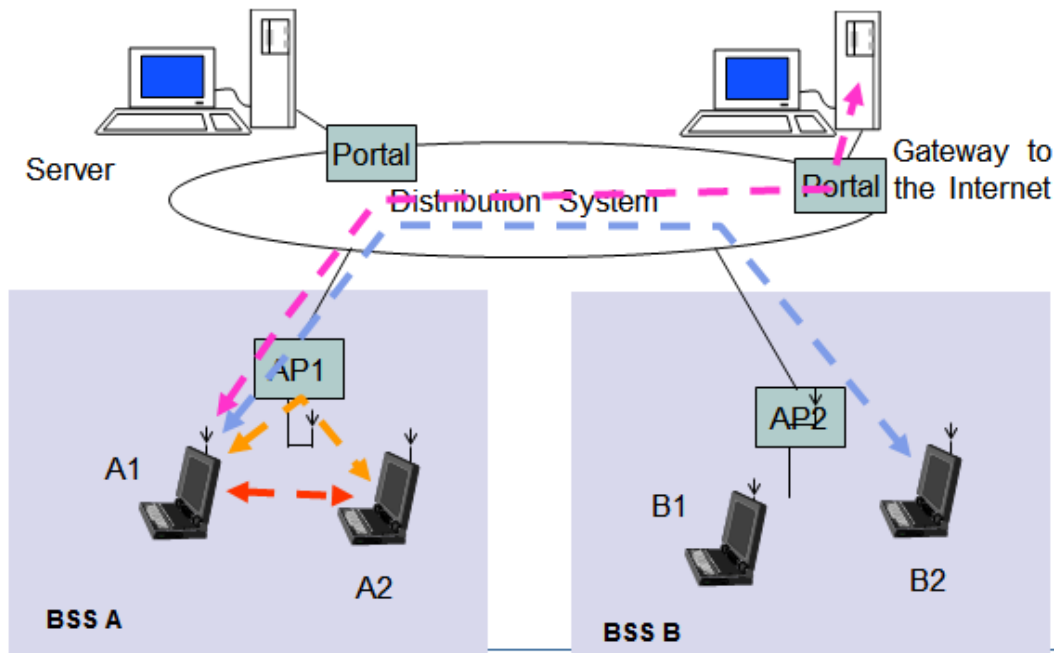 Server
Portal
Distribution System
Portal
Gateway to
the Internet
AP1
A1
A2
BSS A
AP2
B1
B2
BSS B